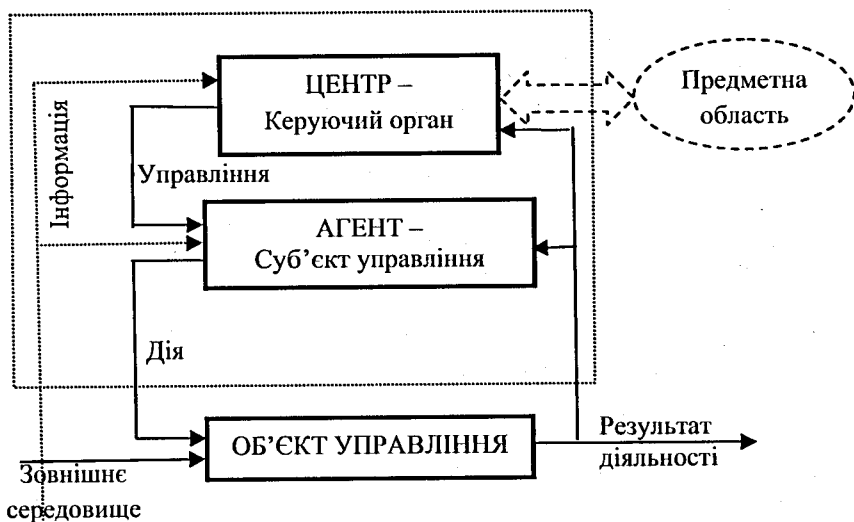 ЦЕНТР –
Керуючий орган
Предметна
область
Інформація
Управління
АГЕНТ –
Суб’єкт управління
Дія
ОБ’ЄКТ УПРАВЛІННЯ
Результат
діяльності
Зовнішнє
середовище